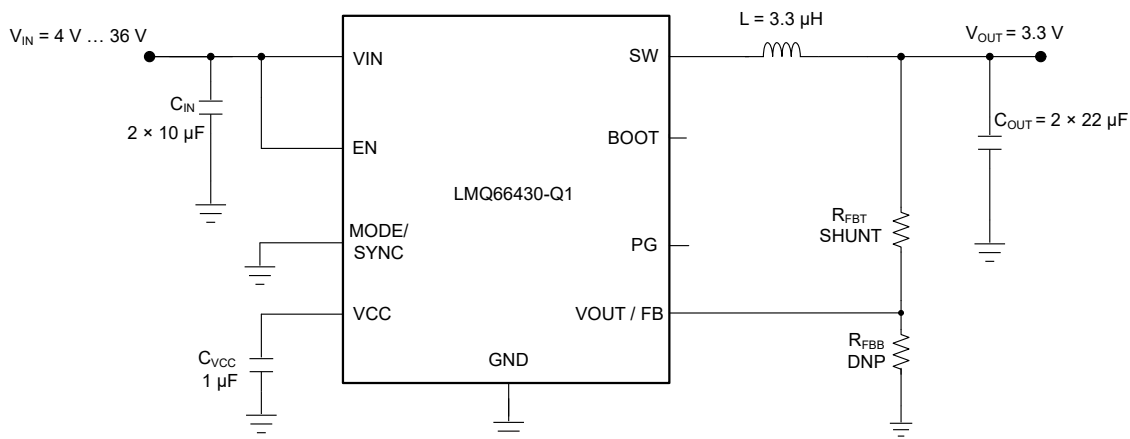 V_IN = 4 V … 36 V
C_IN
2 × 10 µF
VIN
EN
MODE/
SYNC
VCC
C_VCC
1 µF
LMQ66430-Q1
GND
SW
BOOT
PG
VOUT / FB
L = 3.3 µH
V_OUT = 3.3 V
C_OUT = 2 × 22 µF
R_FBT
SHUNT
R_FBB
DNP